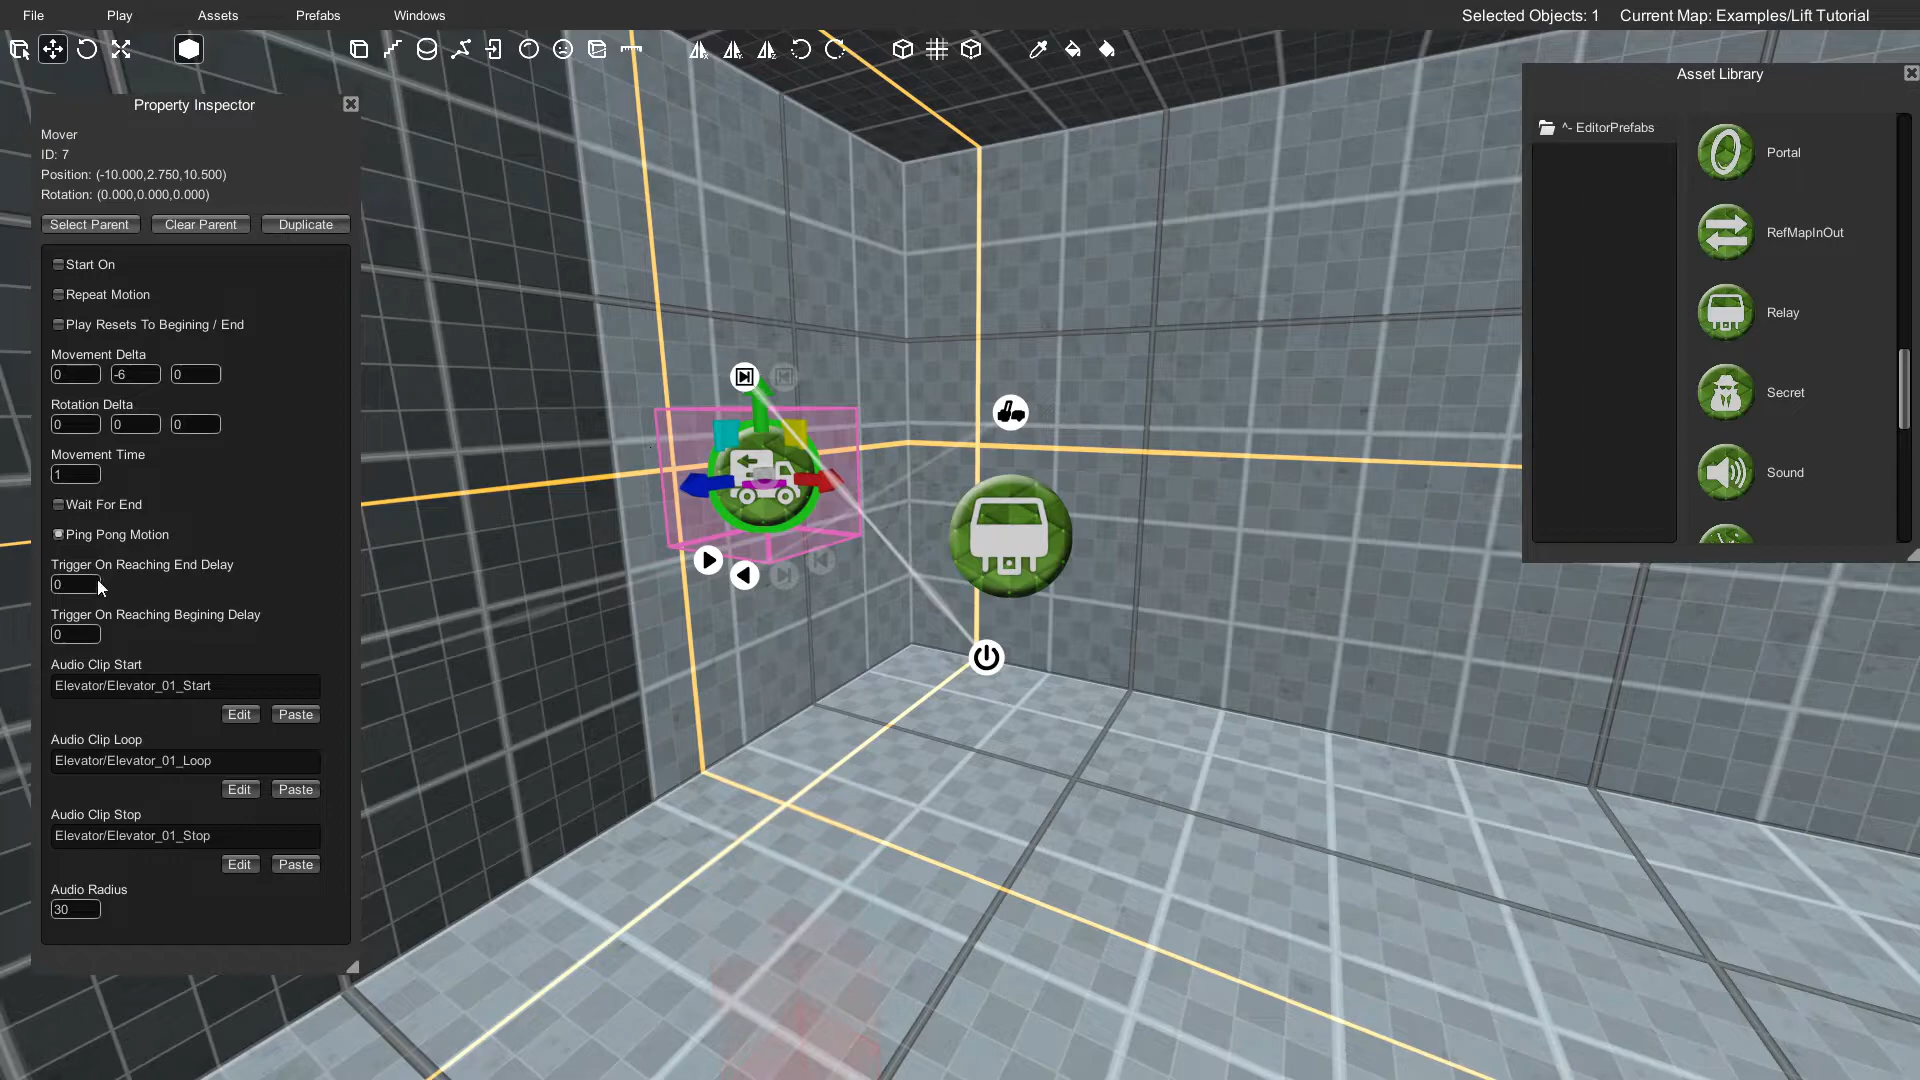 File Play Assets Prefabs Windows Selected Objects: 1 Current Map: Examples/Lift Tutorial
Property Inspector
Mover
ID: 7
Position: (-10.000,2.750,10.500)
Rotation: (0.000,0.000,0.000)
Select Parent Clear Parent Duplicate
Start On
Repeat Motion
Play Resets To Begining / End
Movement Delta
0 -6 0
Rotation Delta
0 0 0
Movement Time
1
Wait For End
Ping Pong Motion
Trigger On Reaching End Delay
0
Trigger On Reaching Begining Delay
0
Audio Clip Start
Elevator/Elevator_01_Start
Edit Paste
Audio Clip Loop
Elevator/Elevator_01_Loop
Edit Paste
Audio Clip Stop
Elevator/Elevator_01_Stop
Edit Paste
Audio Radius
30
Asset Library
^- EditorPrefabs
Portal
RefMapInOut
Relay
Secret
Sound